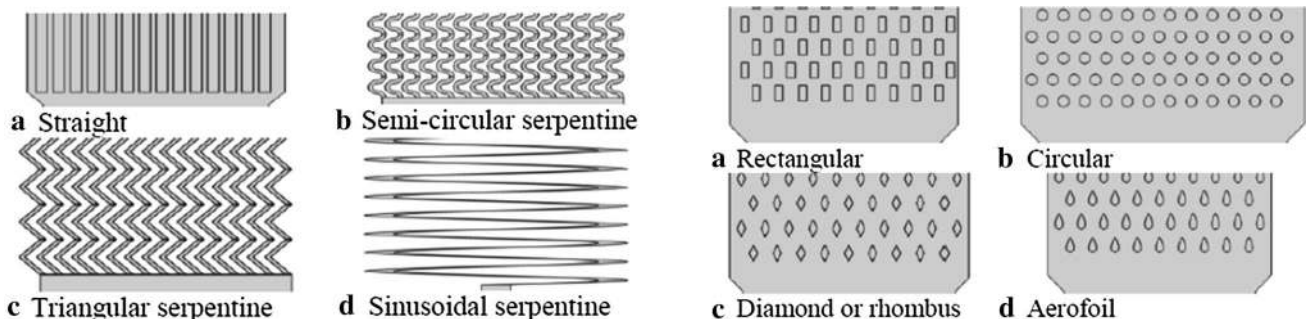 a Straight
b Semi-circular serpentine
c Triangular serpentine
d Sinusoidal serpentine
a Rectangular
b Circular
c Diamond or rhombus
d Aerofoil